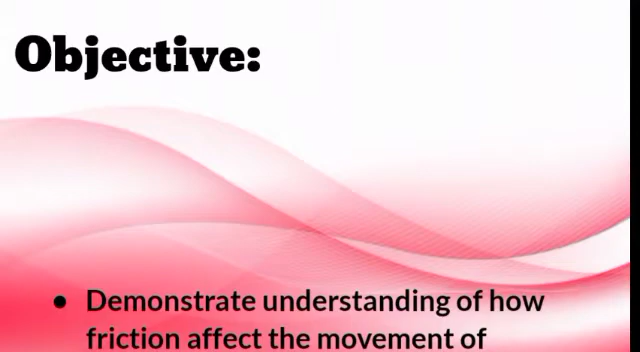 Objective:
● Demonstrate understanding of how
friction affect the movement of